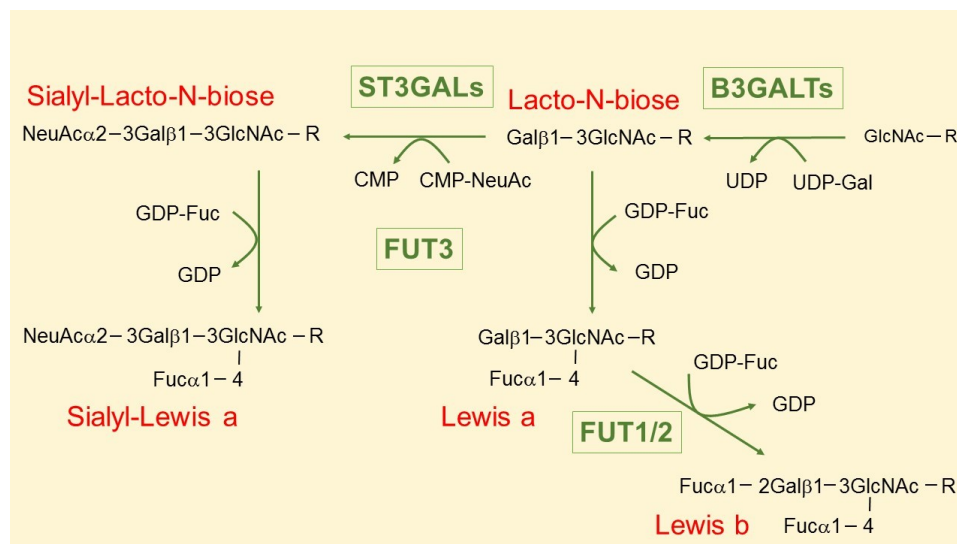 ST3GALs
B3GALTs
Sialyl-Lacto-N-biose
Lacto-N-biose
NeuAcα2–3Galβ1–3GlcNAc–R
Galβ1–3GlcNAc–R
GlcNAc–R
CMP
CMP-NeuAc
UDP
UDP-Gal
GDP-Fuc
GDP-Fuc
FUT3
GDP
GDP
NeuAcα2–3Galβ1–3GlcNAc–R
Galβ1–3GlcNAc–R
Fucα1–4
Fucα1–4
GDP-Fuc
GDP
Sialyl-Lewis a
Lewis a
FUT1/2
Fucα1–2Galβ1–3GlcNAc–R
Lewis b
Fucα1–4